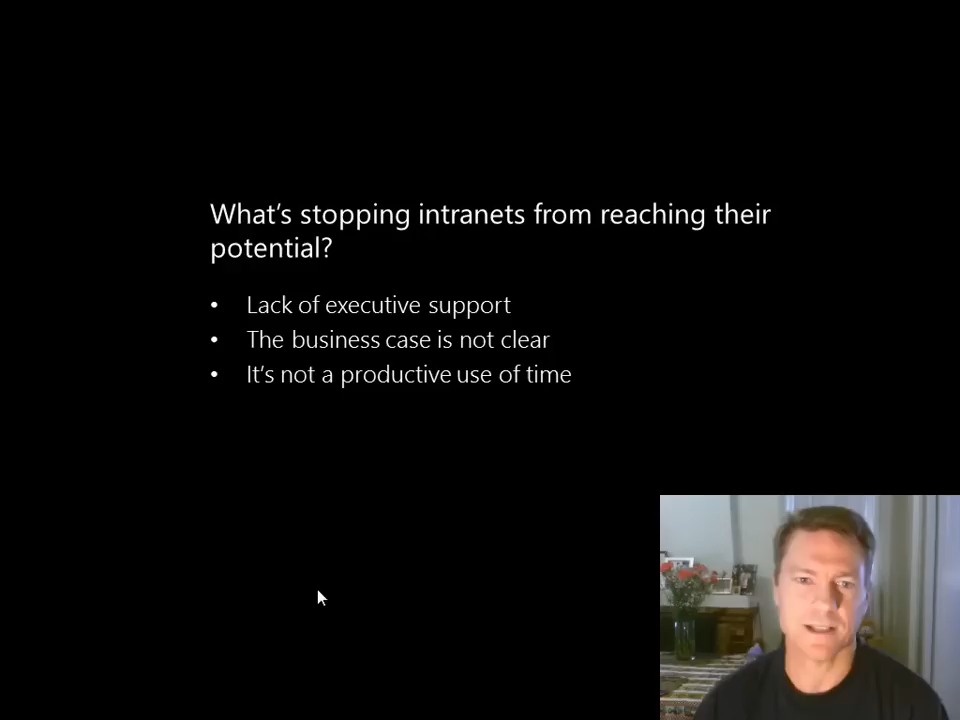 What's stopping intranets from reaching their
potential?
• Lack of executive support
• The business case is not clear
• It's not a productive use of time